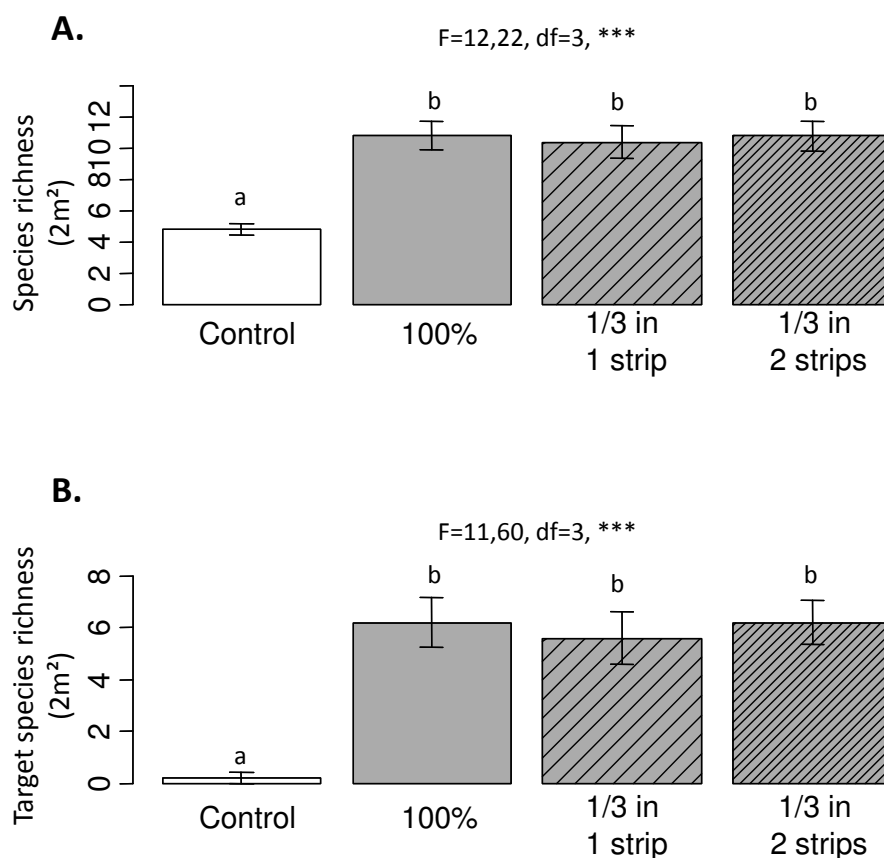 A.
F=12,22, df=3, ***
Species richness
(2m²)
0 2 4 6 8 10 12
a
b
b
b
Control
100%
1/3 in
1 strip
1/3 in
2 strips
B.
F=11,60, df=3, ***
Target species richness
(2m²)
0 2 4 6 8
a
b
b
b
Control
100%
1/3 in
1 strip
1/3 in
2 strips